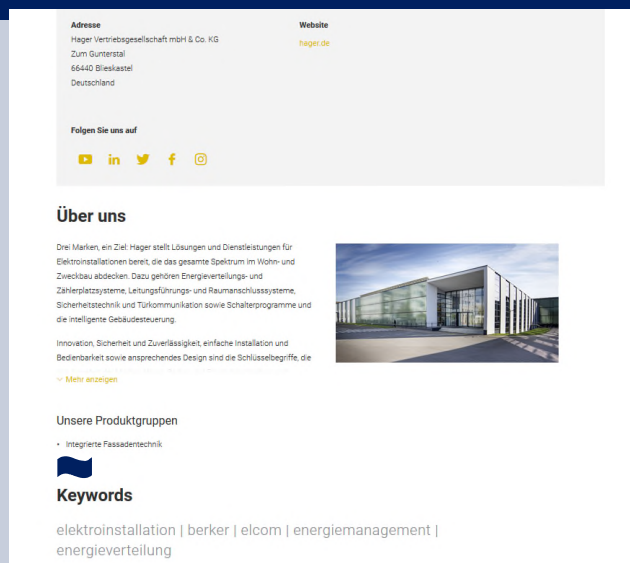 Adresse
Hager Vertriebsgesellschaft mbH & Co. KG
Zum Gunterstal
66440 Blieskastel
Deutschland
Website
hager.de
Folgen Sie uns auf
Über uns
Drei Marken, ein Ziel: Hager stellt Lösungen und Dienstleistungen für
Elektroinstallationen bereit, die das gesamte Spektrum im Wohn- und
Zweckbau abdecken. Dazu gehören Energieverteilungs- und
Zählerplatzsysteme, Leitungsführungs- und Raumanschlusssysteme,
Sicherheitstechnik und Türkommunikation sowie Schalterprogramme und
die intelligente Gebäudesteuerung.
Innovation, Sicherheit und Zuverlässigkeit, einfache Installation und
Bedienbarkeit sowie ansprechendes Design sind die Schlüsselbegriffe, die
Mehr anzeigen
Unsere Produktgruppen
• Integrierte Fassadentechnik
Keywords
elektroinstallation | berker | elcom | energiemanagement |
energieverteilung